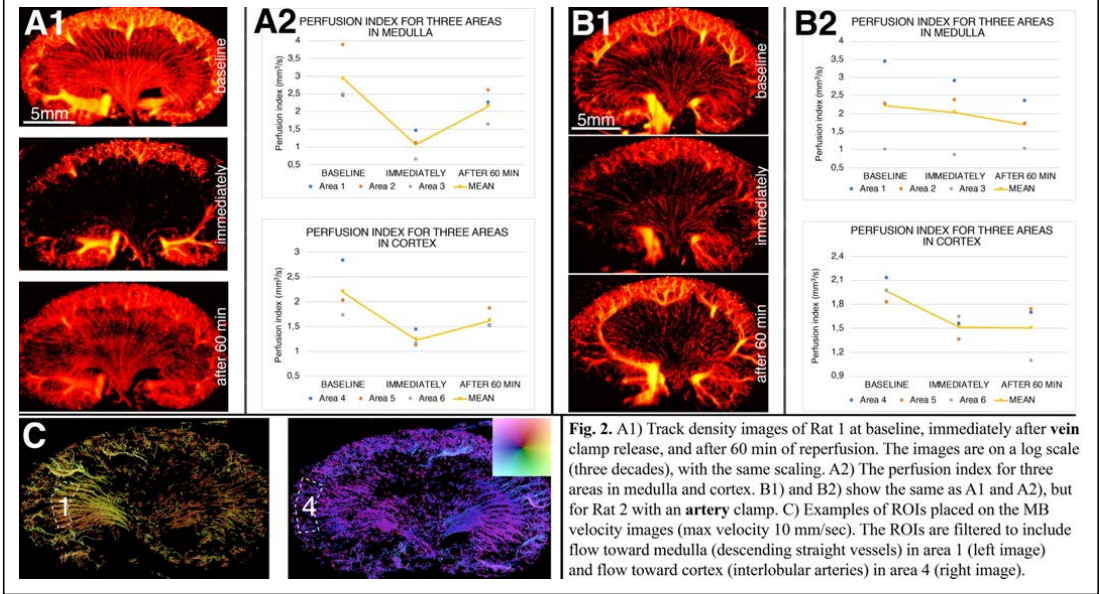 A1
baseline
5mm
immediately
after 60 min
A2
PERFUSION INDEX FOR THREE AREAS
IN MEDULLA
Perfusion index (mm³/s)
4
3,5
3
2,5
2
1,5
1
0,5
BASELINE IMMEDIATELY AFTER 60 MIN
Area 1 Area 2 Area 3 MEAN
PERFUSION INDEX FOR THREE AREAS
IN CORTEX
Perfusion index (mm³/s)
3
2,5
2
1,5
1
0,5
BASELINE IMMEDIATELY AFTER 60 MIN
Area 4 Area 5 Area 6 MEAN
B1
baseline
5mm
immediately
after 60 min
B2
PERFUSION INDEX FOR THREE AREAS
IN MEDULLA
Perfusion index (mm³/s)
4
3,5
3
2,5
2
1,5
1
0,5
BASELINE IMMEDIATELY AFTER 60 MIN
Area 1 Area 2 Area 3 MEAN
PERFUSION INDEX FOR THREE AREAS
IN CORTEX
Perfusion index (mm³/s)
2,4
2,1
1,8
1,5
1,2
0,9
BASELINE IMMEDIATELY AFTER 60 MIN
Area 4 Area 5 Area 6 MEAN
C
1
4
Fig. 2. A1) Track density images of Rat 1 at baseline, immediately after vein
clamp release, and after 60 min of reperfusion. The images are on a log scale
(three decades), with the same scaling. A2) The perfusion index for three
areas in medulla and cortex. B1) and B2) show the same as A1 and A2), but
for Rat 2 with an artery clamp. C) Examples of ROIs placed on the MB
velocity images (max velocity 10 mm/sec). The ROIs are filtered to include
flow toward medulla (descending straight vessels) in area 1 (left image)
and flow toward cortex (interlobular arteries) in area 4 (right image).